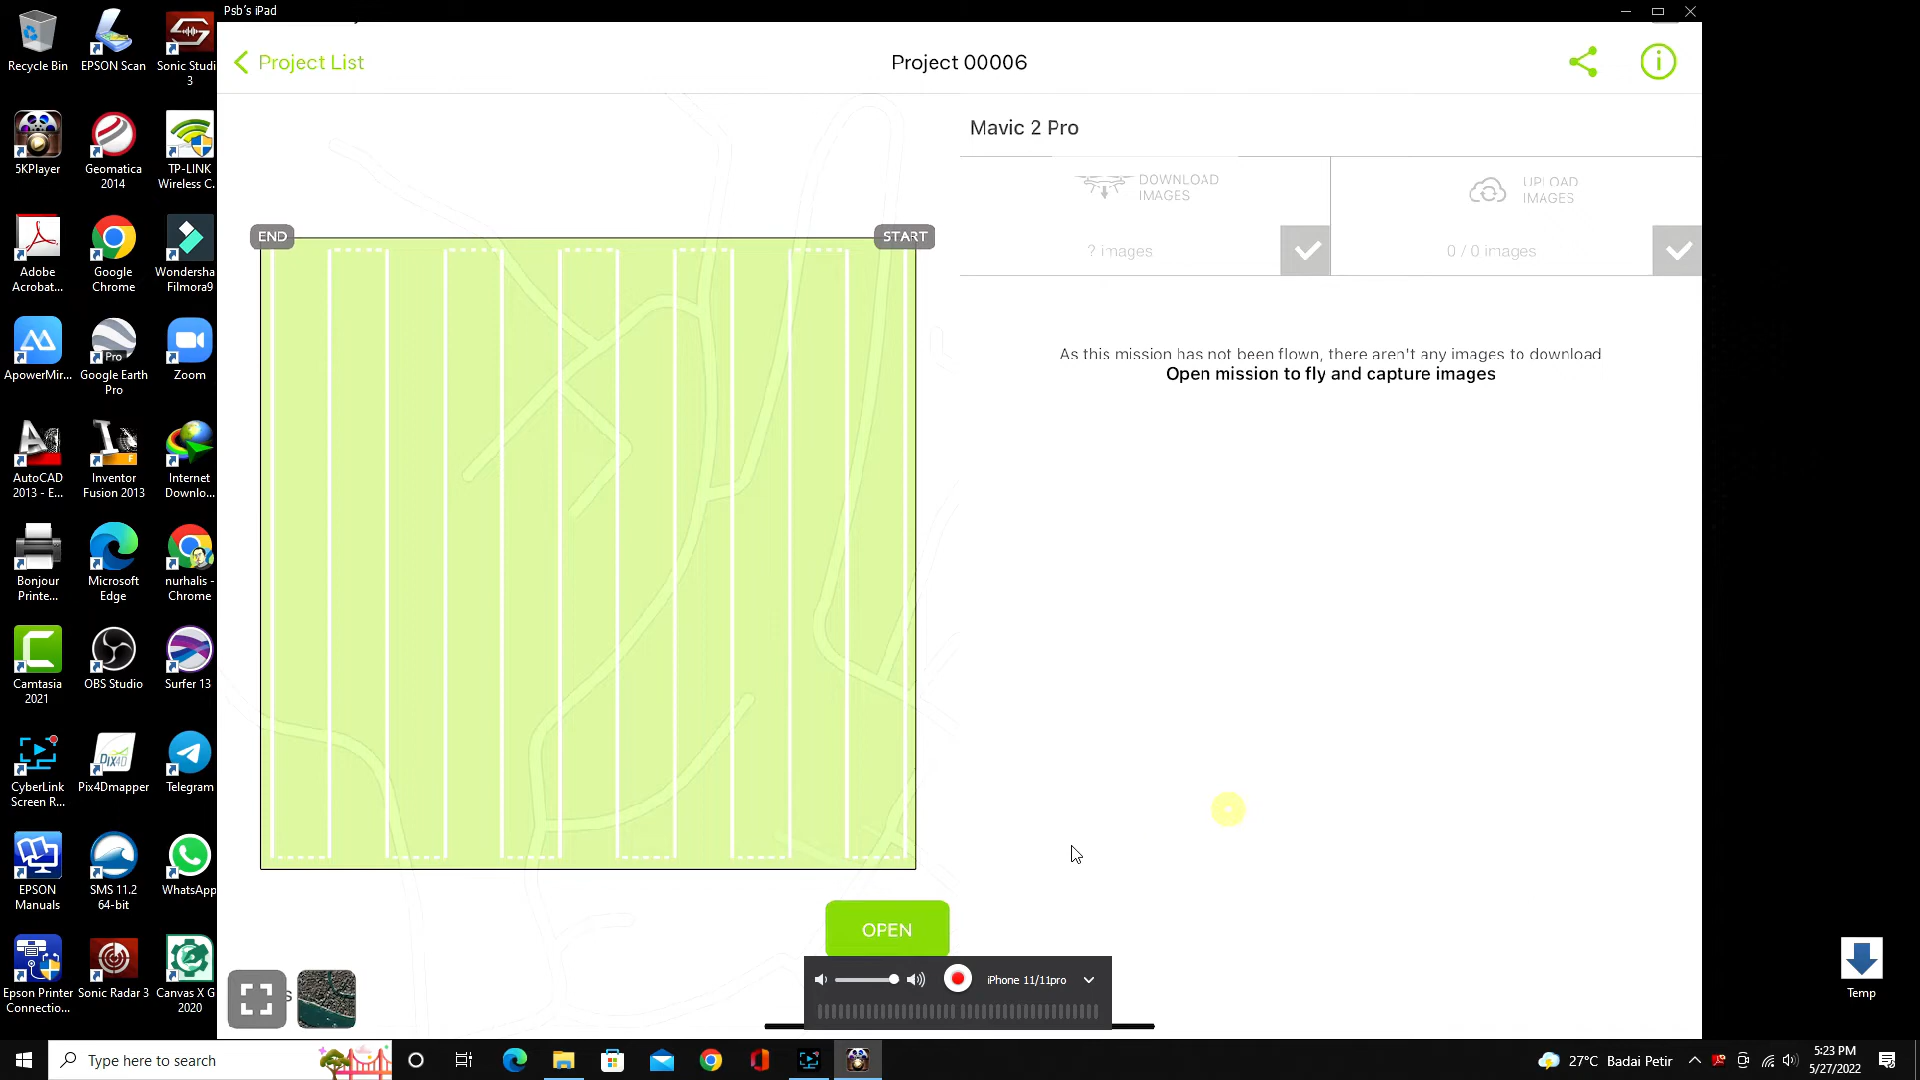 Psb's iPad
Recycle Bin
EPSON Scan
Sonic Studi
3
5KPlayer
Geomatica
2014
TP-LINK
Wireless C.
Adobe
Acrobat...
Google
Chrome
Wondersha
Filmora9
ApowerMir...
Pro
Google Earth
Pro
Zoom
AutoCAD
2013 - E...
Inventor
Fusion 2013
Internet
Downlo...
Bonjour
Printe...
Microsoft
Edge
nurhalis -
Chrome
Camtasia
2021
OBS Studio
Surfer 13
CyberLink
Screen R...
PIX4D
Pix4Dmapper
Telegram
EPSON
Manuals
SMS 11.2
64-bit
WhatsApp
Epson Printer
Connectio...
Sonic Radar 3
Canvas X G
2020
Project List
Project 00006
Mavic 2 Pro
DOWNLOAD
IMAGES
? images
UPLOAD
IMAGES
0 / 0 images
As this mission has not been flown, there aren't any images to download
Open mission to fly and capture images
END
START
OPEN
iPhone 11/11pro
Temp
Type here to search
27°C Badai Petir
5:23 PM
5/27/2022